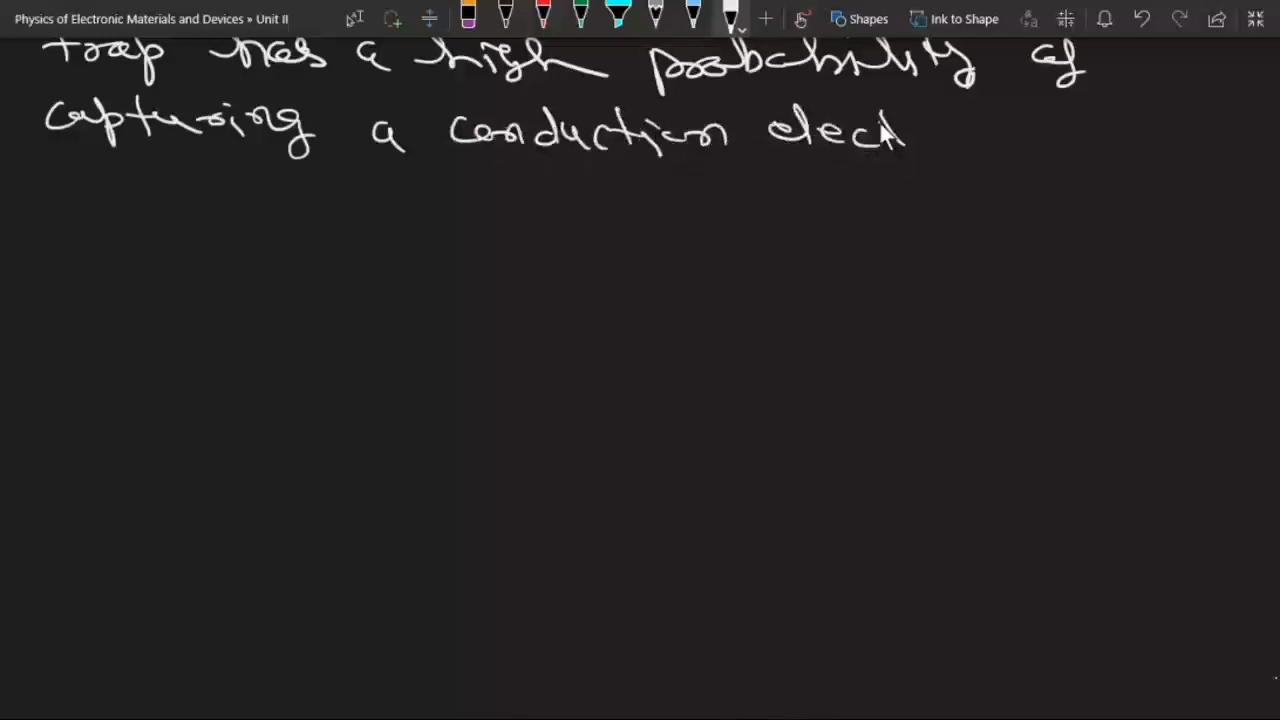 Physics of Electronic Materials and Devices » Unit II
Shapes
Ink to Shape
trap has a high probability of
capturing a conduction elect